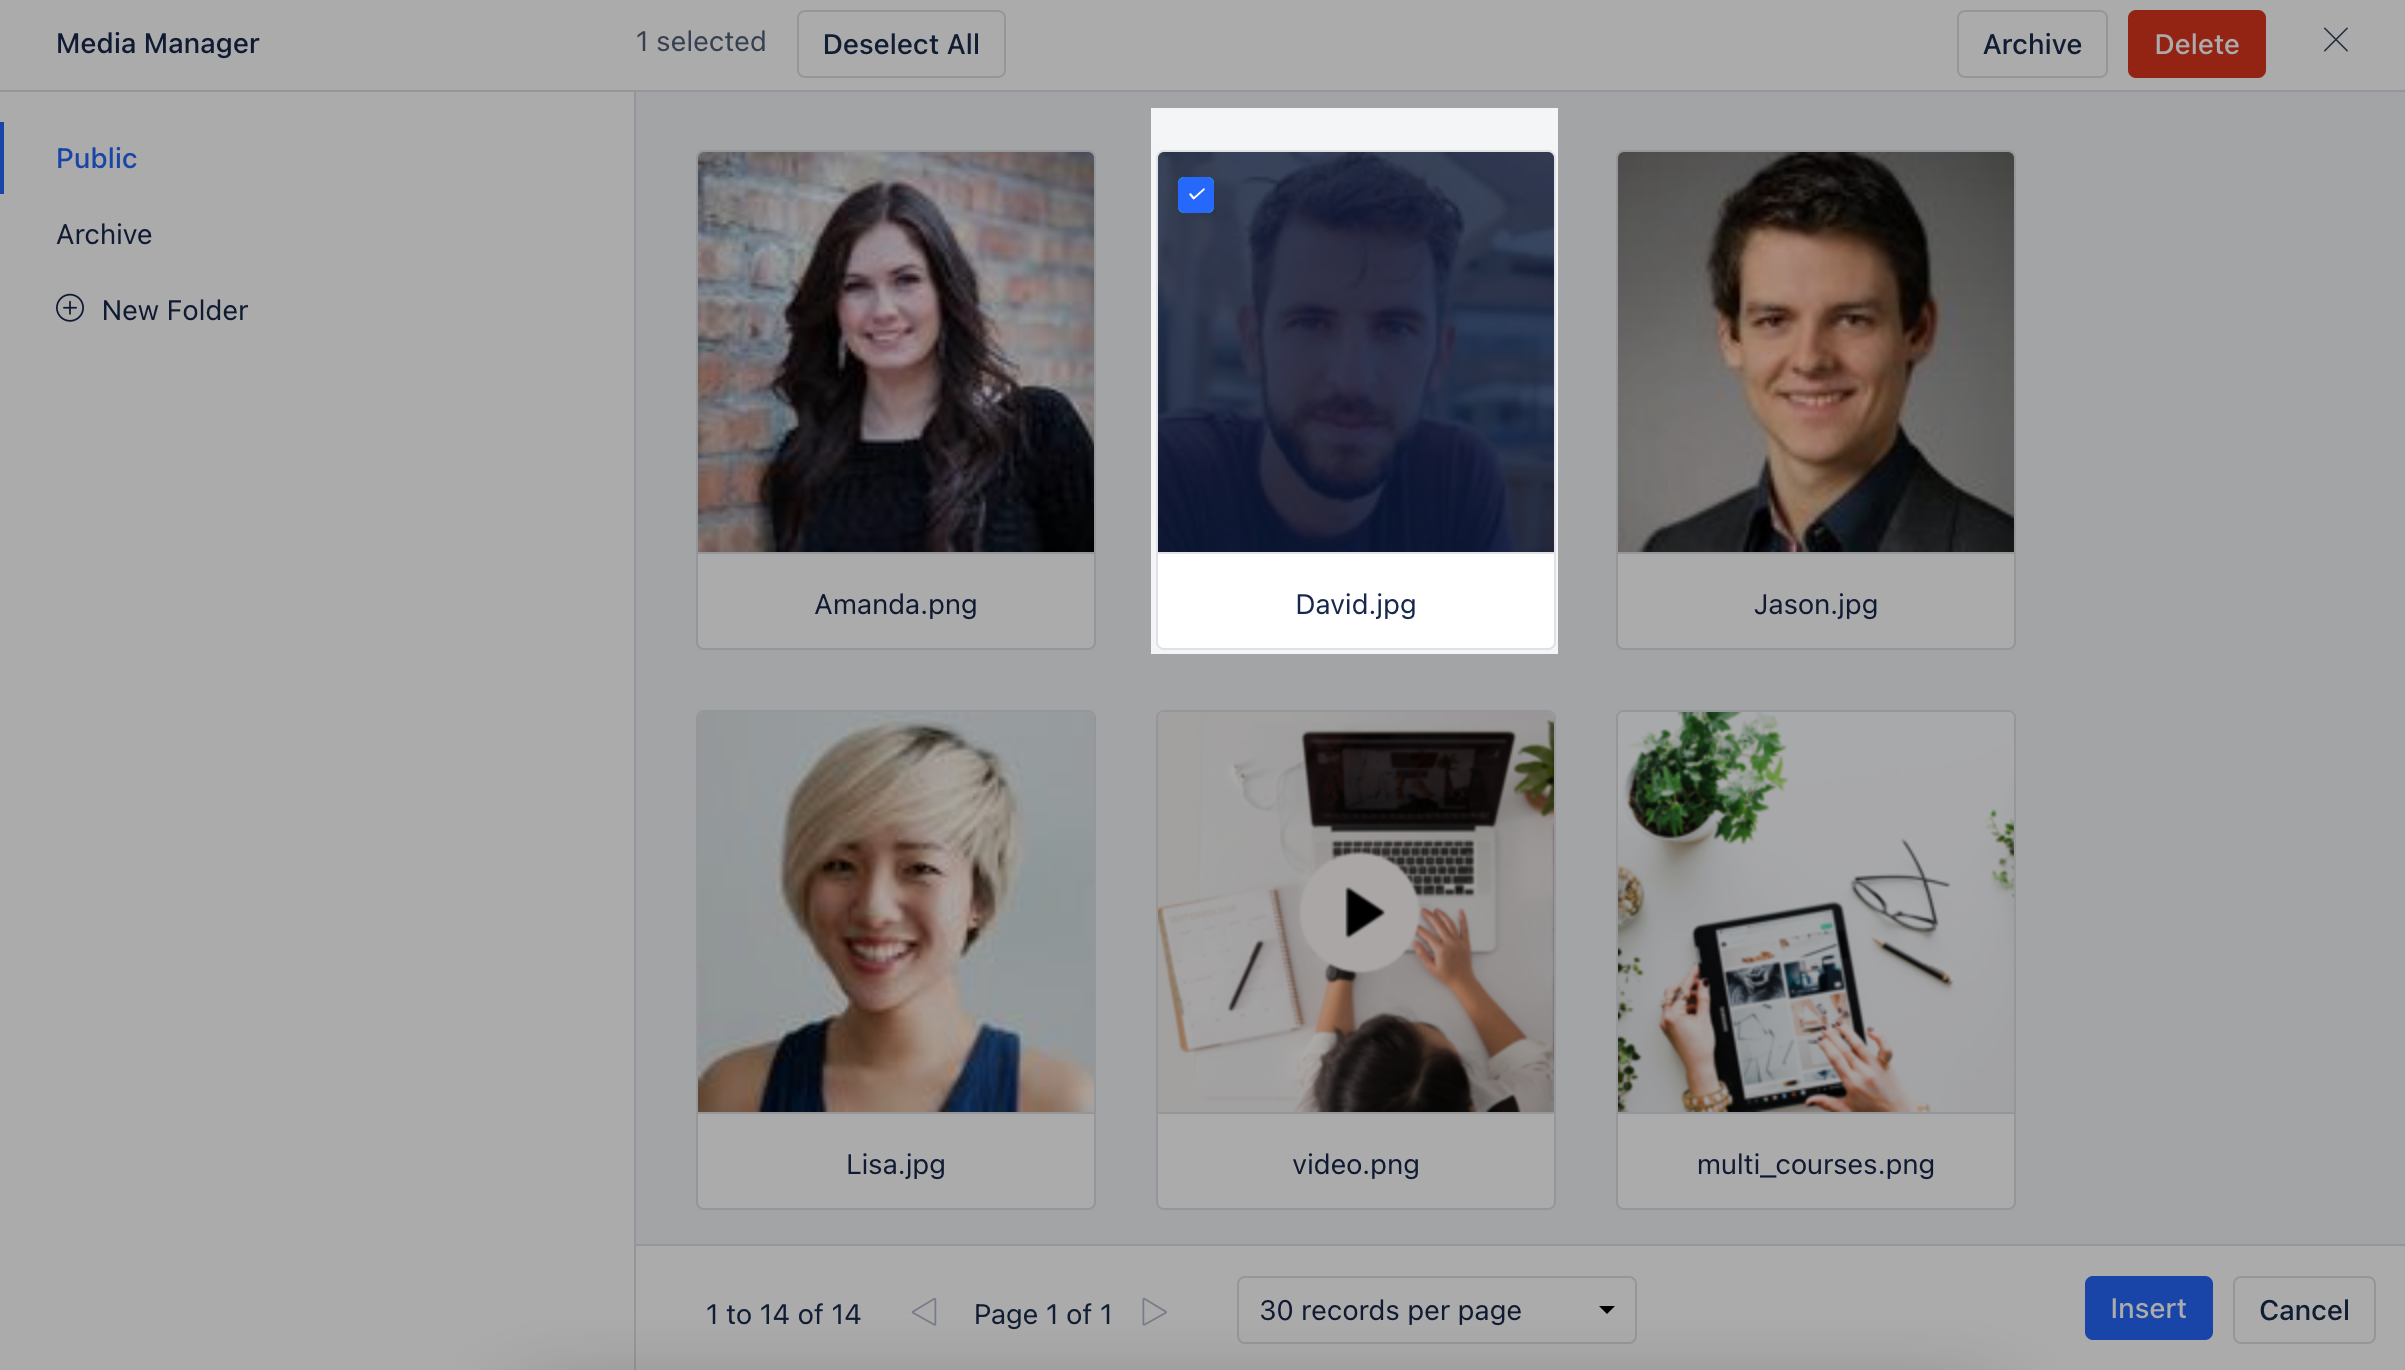 Media Manager
1 selected
Deselect All
Archive
Delete
Public
Archive
New Folder
Amanda.png
David.jpg
Jason.jpg
Lisa.jpg
video.png
multi_courses.png
1 to 14 of 14
Page 1 of 1
30 records per page
Insert
Cancel